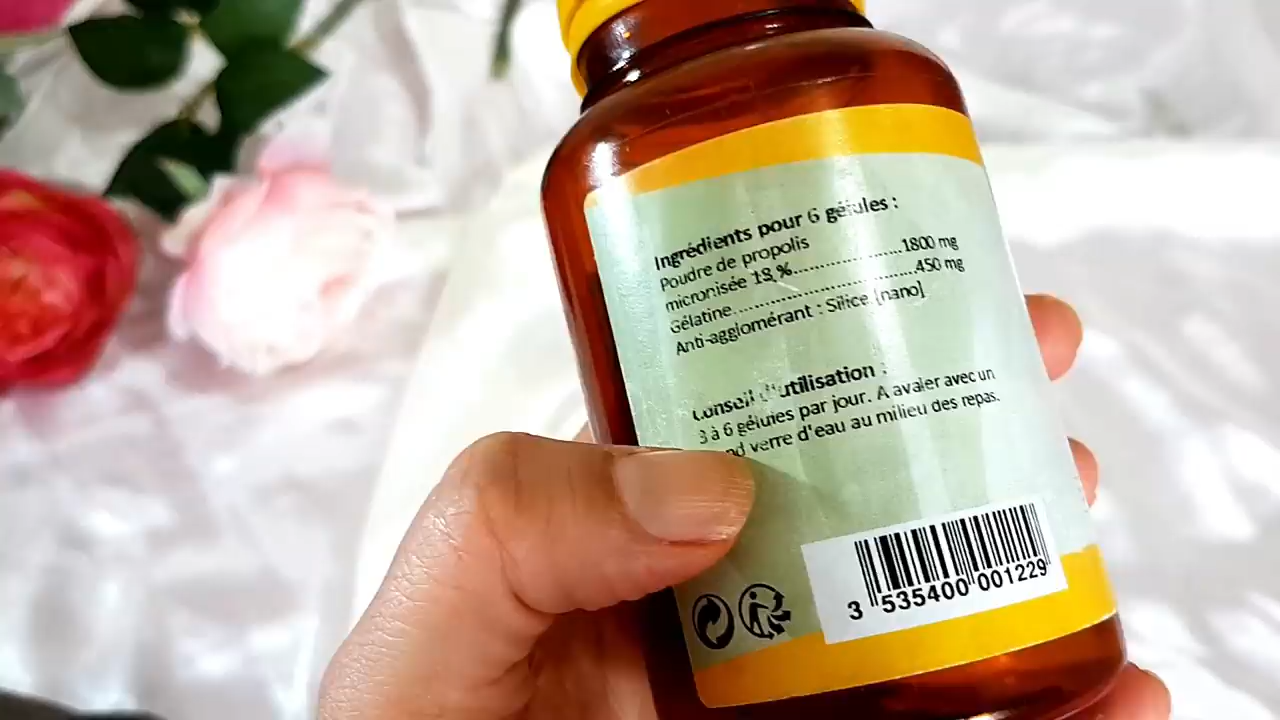 Ingrédients pour 6 gélules :
Poudre de propolis
micronisée 18 %....................1800 mg
Gélatine................................450 mg
Anti-agglomérant : Silice [nano]
Conseil d'utilisation :
3 à 6 gélules par jour. A avaler avec un
verre d'eau au milieu des repas.
3 535400 001229